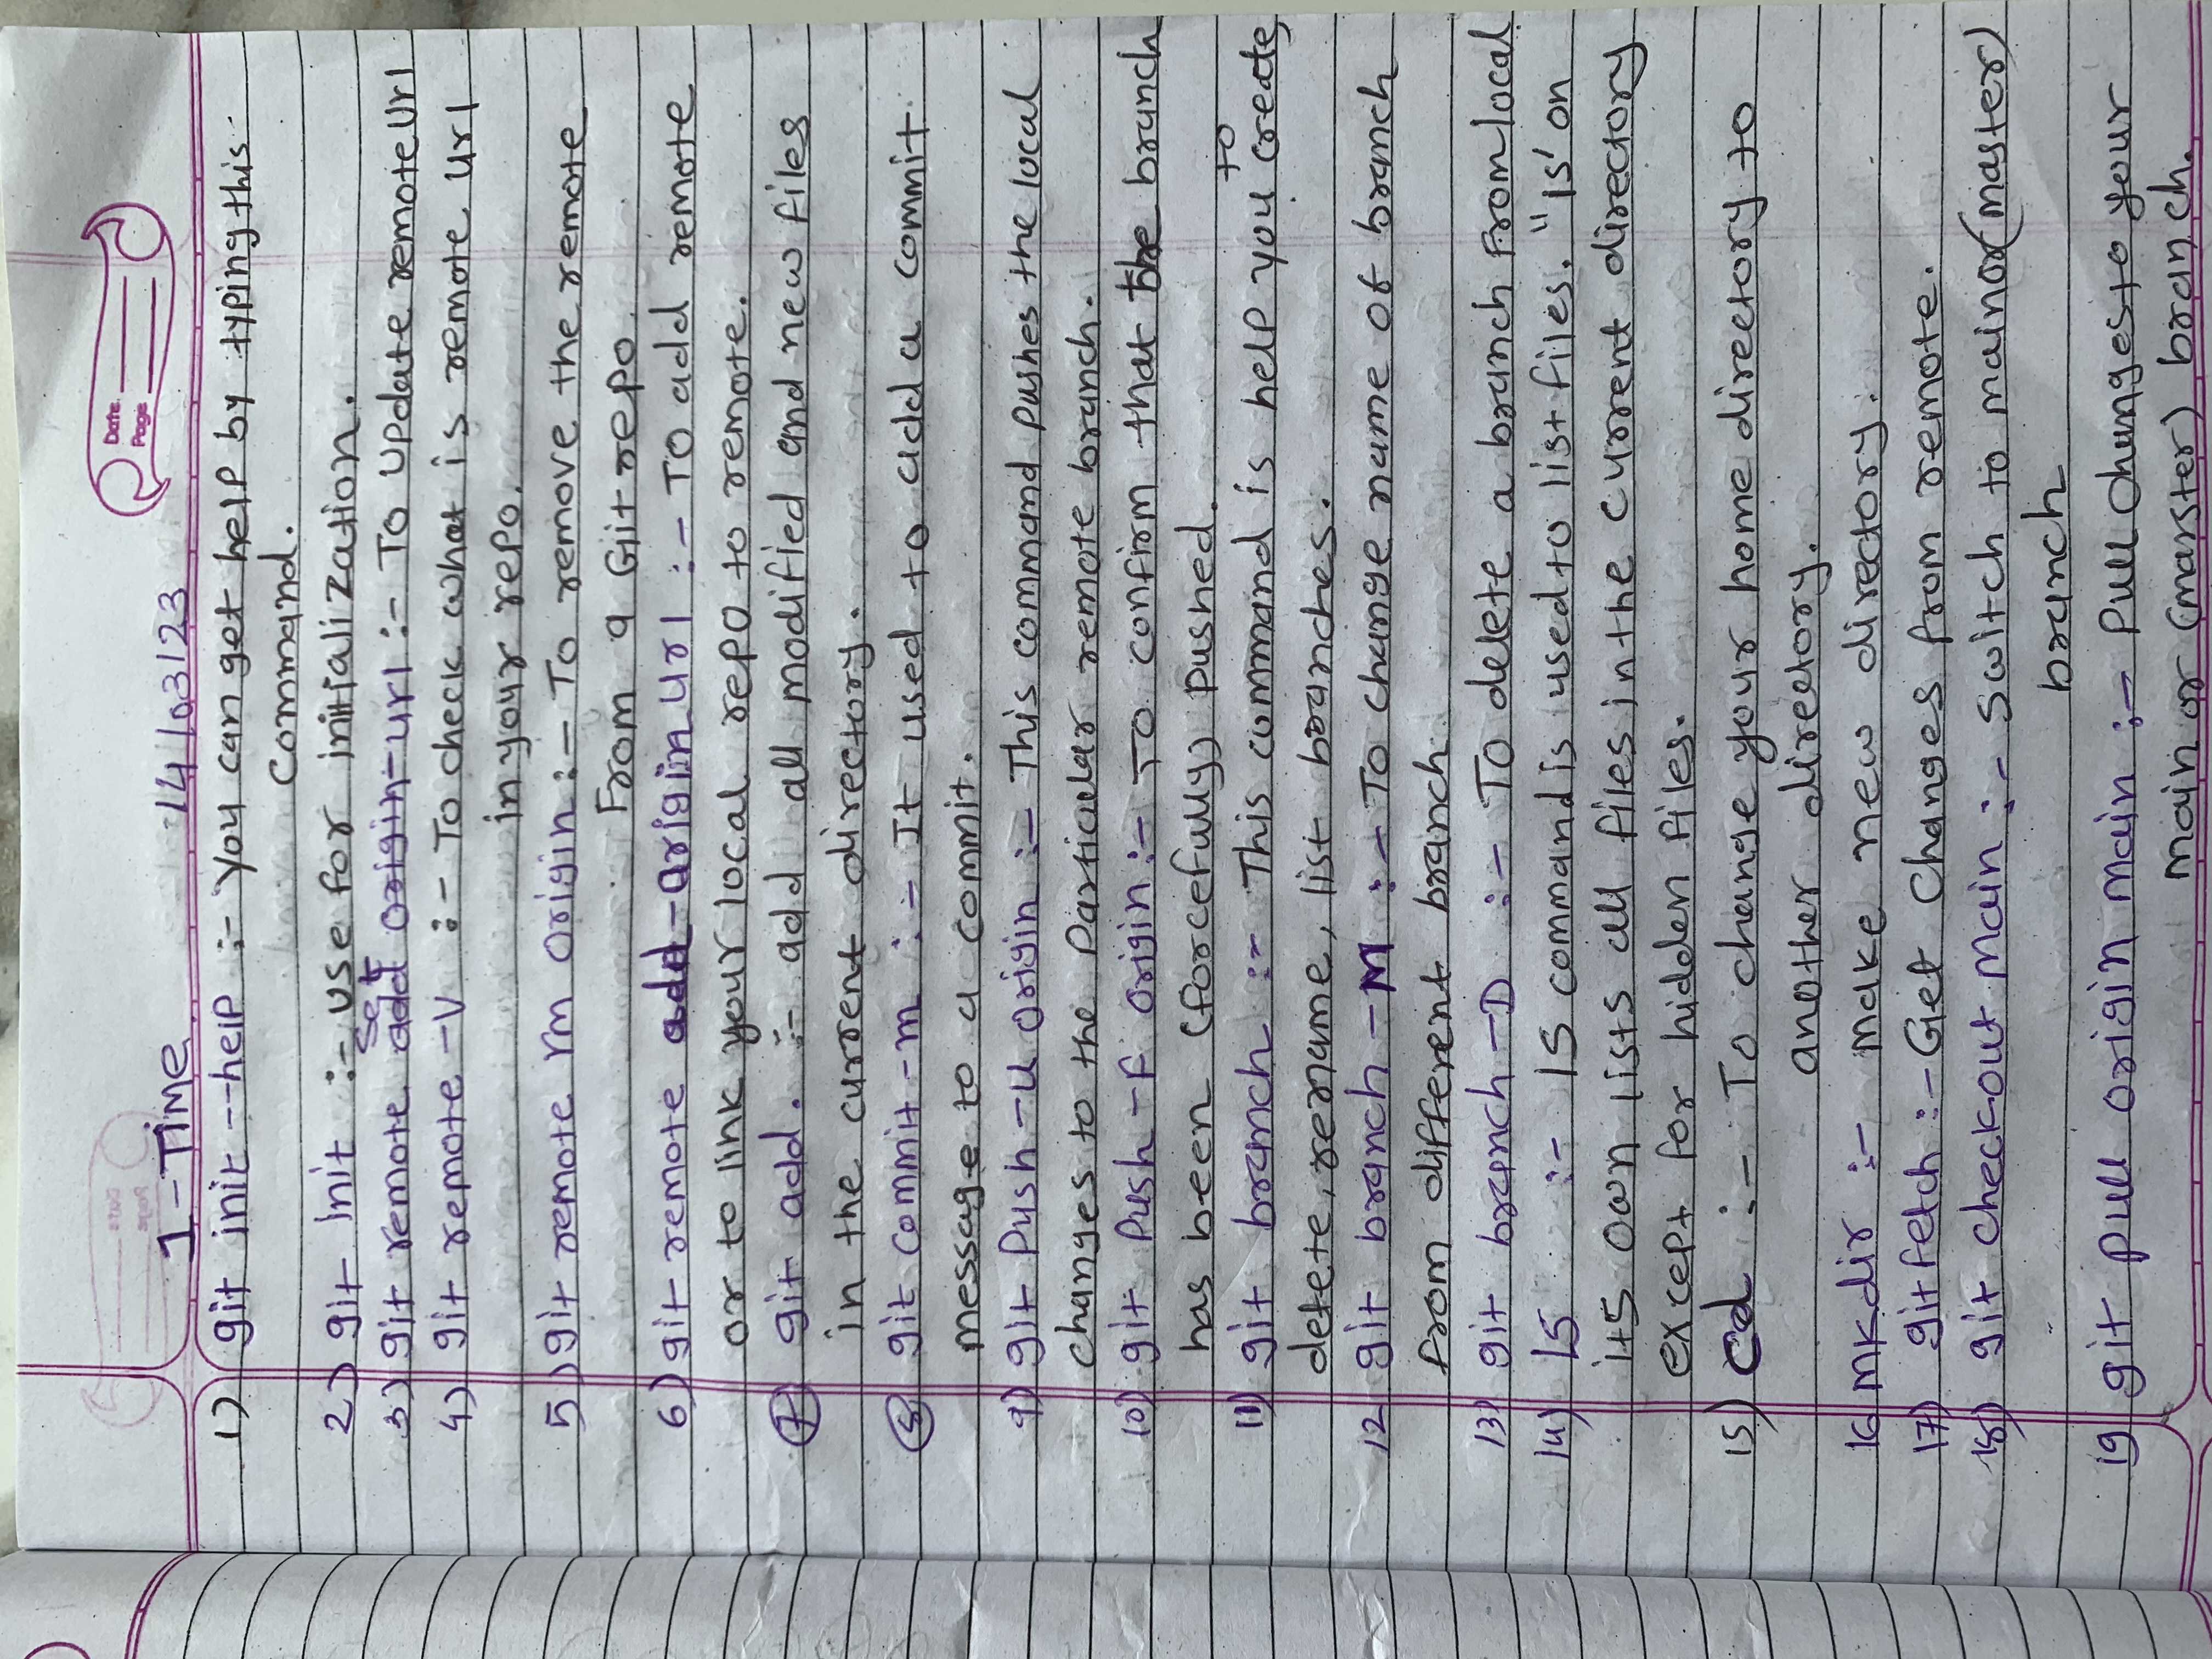 Date
Page
1-Time 14/03/23
1) git init --help :- You can get help by typing this
Command.
2) git Init :- use for initialization.
Set
3) git remote add origin-url :- To Update remote Url
4) git remote -V :- To check what is remote url
in your repo.
5) git remote rm origin :- To remove the remote
From a Git repo.
6) git remote add-origin url :- To add remote
or to link your local repo to remote.
7 git add . :- add all modified and new files
in the current directory.
8 git commit -m :- It used to add a commit
message to a commit.
9) git Push -u origin :- This command pushes the local
changes to the Particular remote branch.
10) git Push -F origin :- To confirm that the branch
has been (forcefully) pushed.
to
11) git branch :- This command is help you create,
delete, rename, list branches.
12 git branch -M :- To change name of branch
from different branch.
13) git branch -D :- To delete a branch From local
14) ls :- ls command is used to list files. "ls' on
its own lists all files in the current directory
except for hidden files.
15) cd :- To change your home directory to
another directory.
16 mkdir :- make new directory.
17) git fetch :- Get Changes from remote.
18) git checkout main :- Switch to main or (master)
branch
19 git pull origin main :- Pull Changes to your
main or (marster) branch.